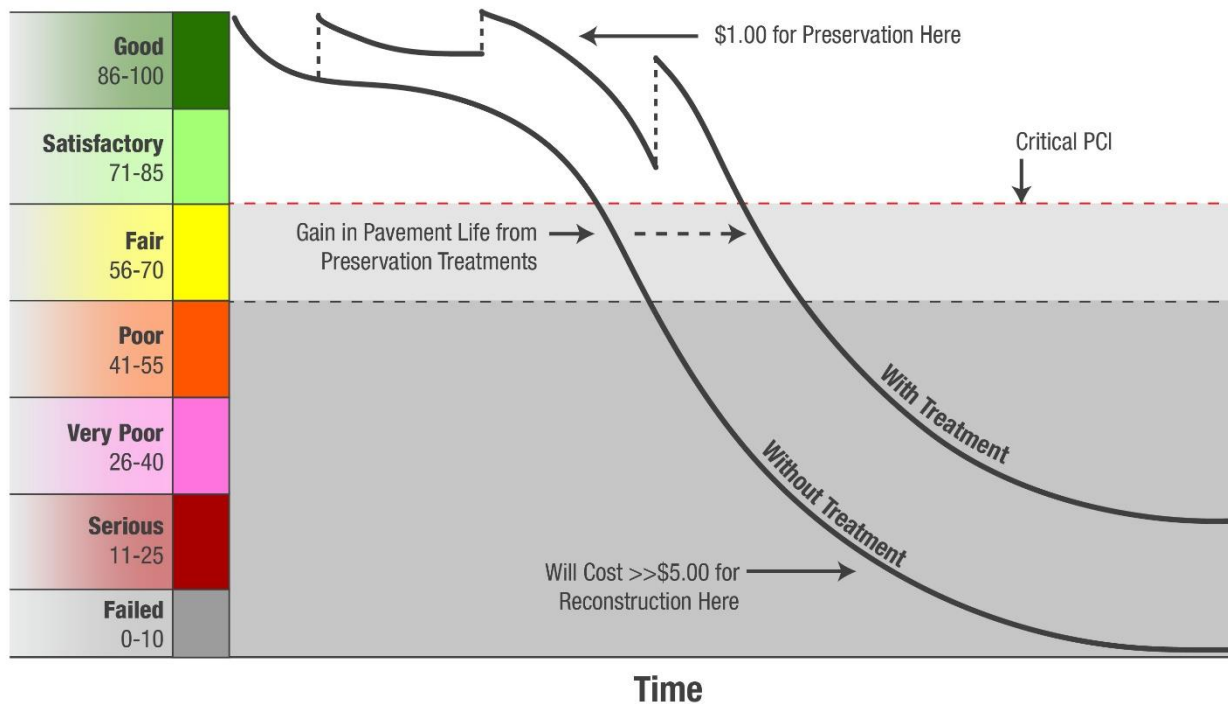 Good
86-100
Satisfactory
71-85
Fair
56-70
Poor
41-55
Very Poor
26-40
Serious
11-25
Failed
0-10
$1.00 for Preservation Here
Critical PCI
Gain in Pavement Life from
Preservation Treatments
With Treatment
Without Treatment
Will Cost >>$5.00 for
Reconstruction Here
Time